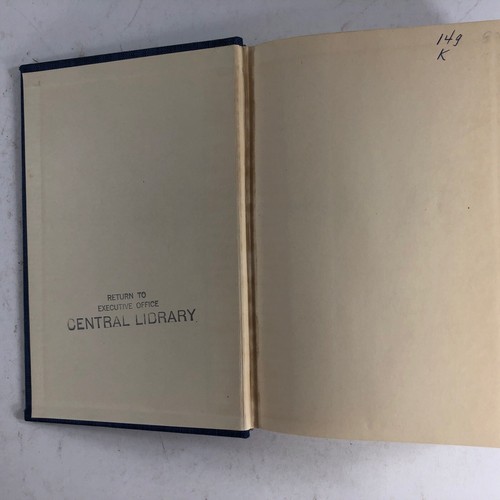 RETURN TO
EXECUTIVE OFFICE
CENTRAL LIBRARY
149
K